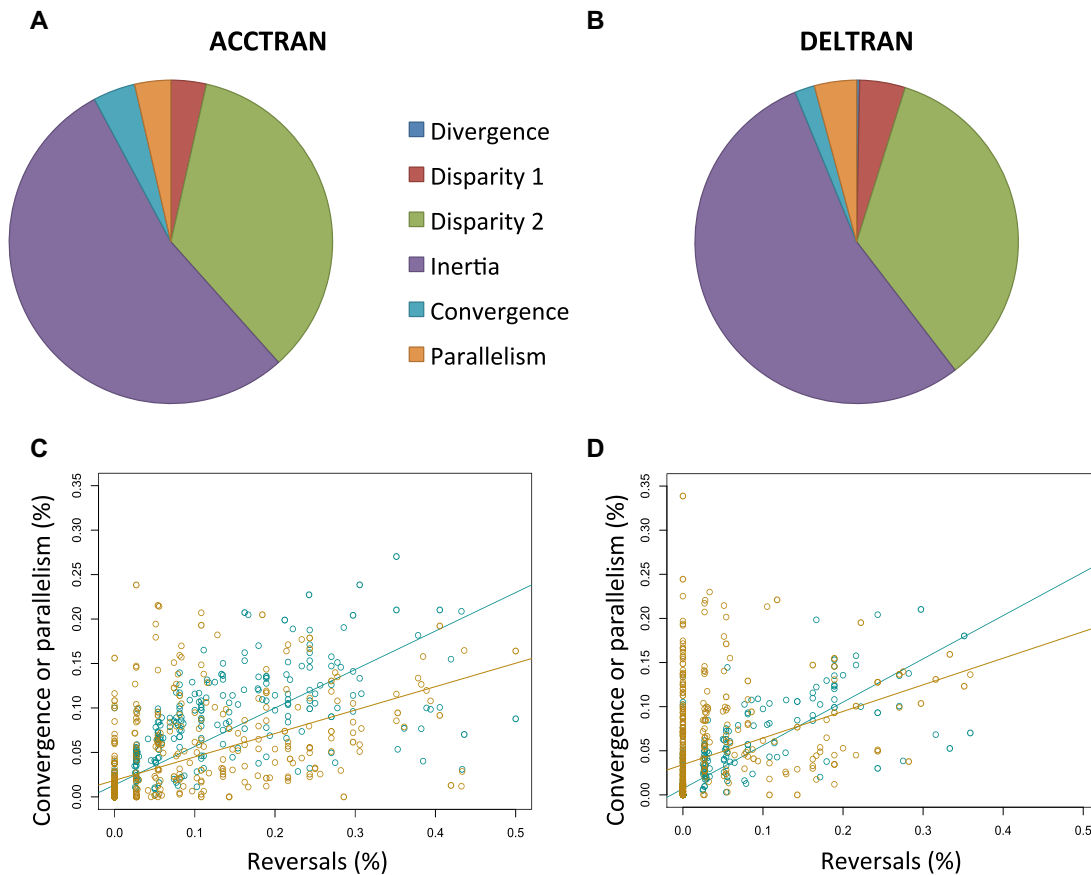 A
ACCTRAN
B
DELTRAN
Divergence
Disparity 1
Disparity 2
Inertia
Convergence
Parallelism
C
Convergence or parallelism (%)
0.35
0.30
0.25
0.20
0.15
0.10
0.05
0.00
0.0 0.1 0.2 0.3 0.4 0.5
Reversals (%)
D
Convergence or parallelism (%)
0.35
0.30
0.25
0.20
0.15
0.10
0.05
0.00
0.0 0.1 0.2 0.3 0.4 0.5
Reversals (%)